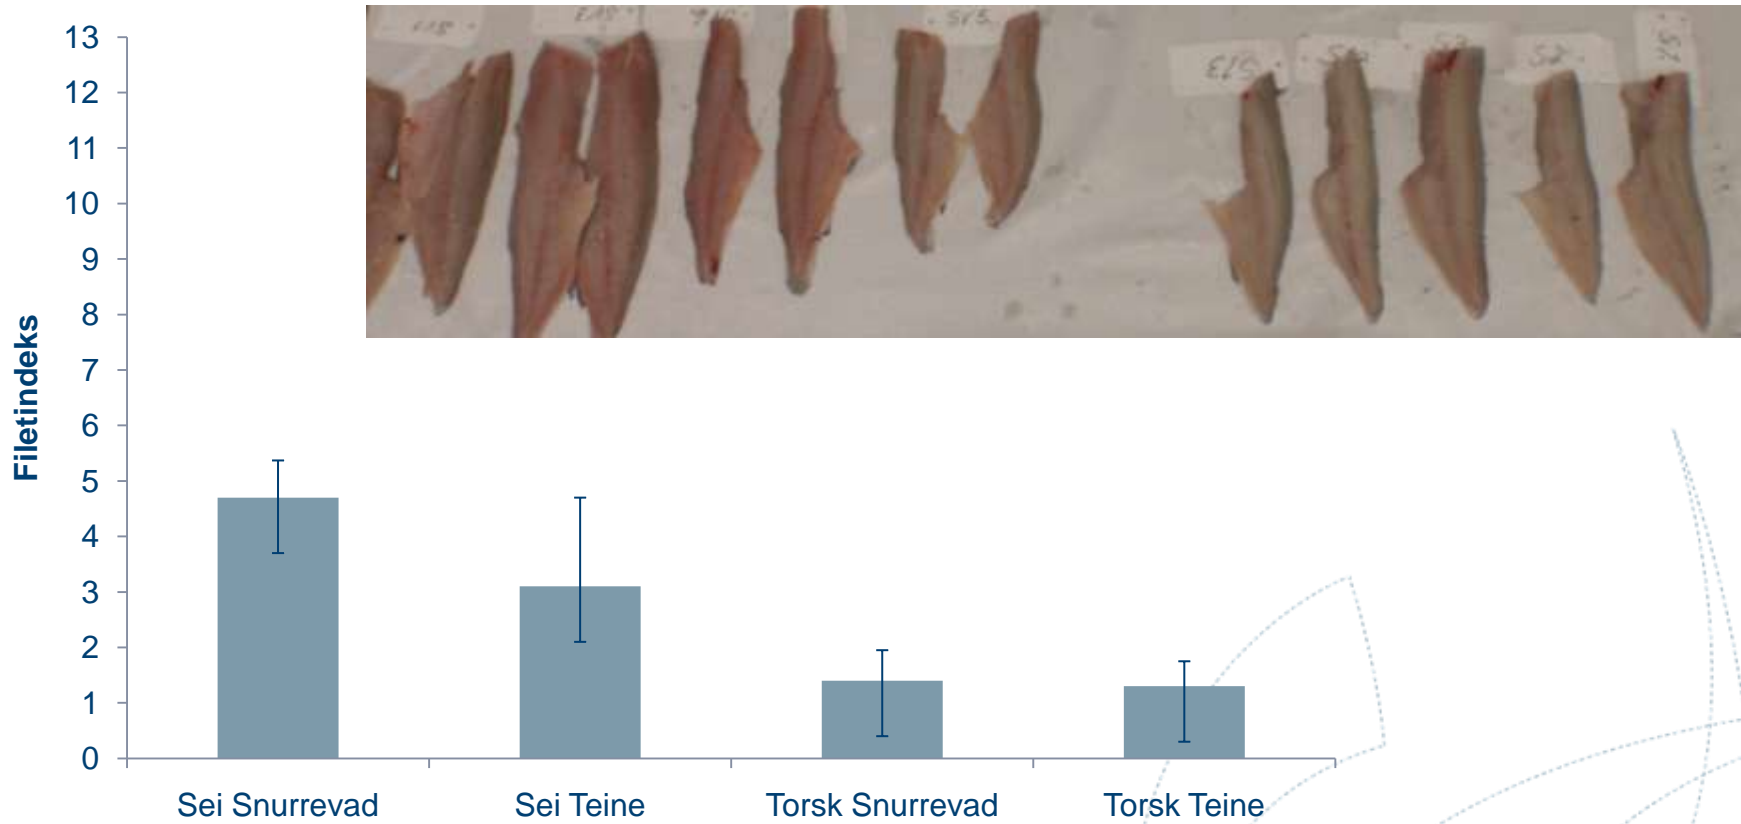 Filetindeks
13
12
11
10
9
8
7
6
5
4
3
2
1
0
Sei Snurrevad
Sei Teine
Torsk Snurrevad
Torsk Teine